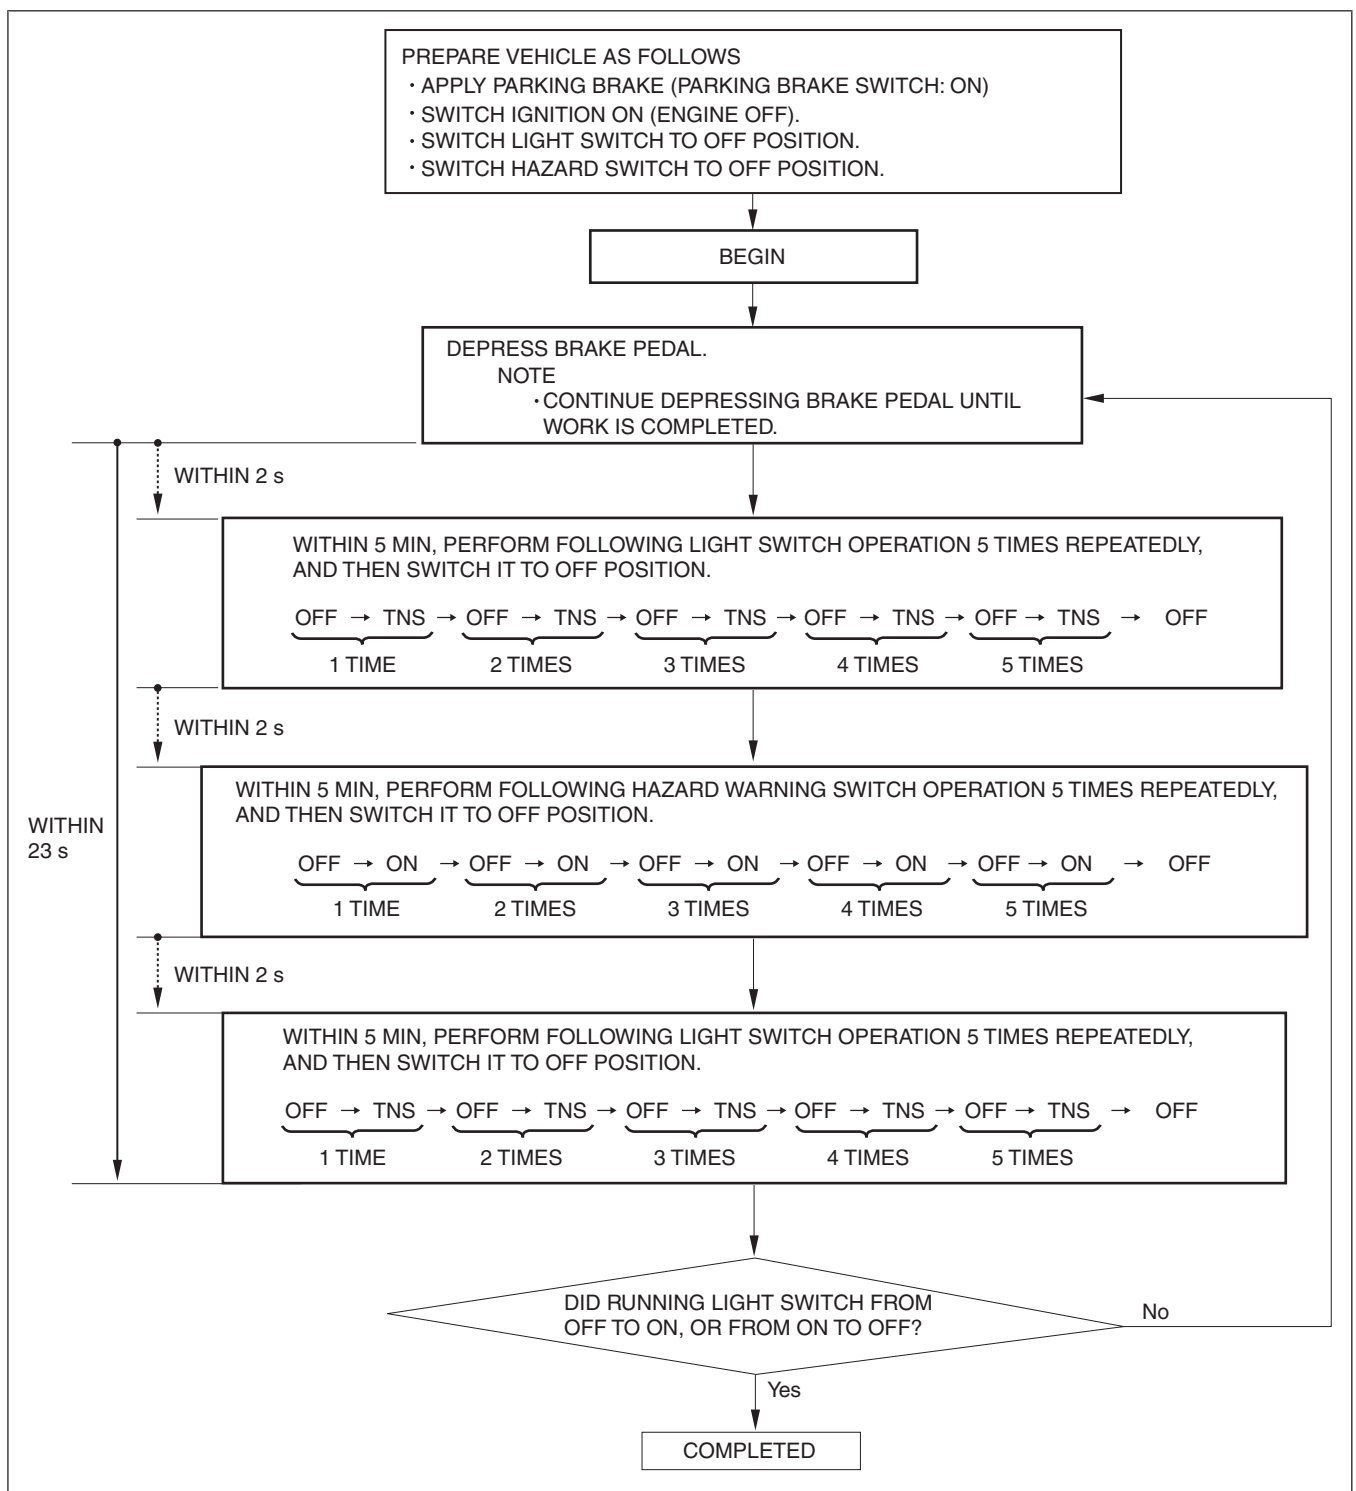 PREPARE VEHICLE AS FOLLOWS
· APPLY PARKING BRAKE (PARKING BRAKE SWITCH: ON)
· SWITCH IGNITION ON (ENGINE OFF).
· SWITCH LIGHT SWITCH TO OFF POSITION.
· SWITCH HAZARD SWITCH TO OFF POSITION.
BEGIN
DEPRESS BRAKE PEDAL.
NOTE
· CONTINUE DEPRESSING BRAKE PEDAL UNTIL
WORK IS COMPLETED.
WITHIN 2 s
WITHIN 5 MIN, PERFORM FOLLOWING LIGHT SWITCH OPERATION 5 TIMES REPEATEDLY,
AND THEN SWITCH IT TO OFF POSITION.
OFF → TNS → OFF → TNS → OFF → TNS → OFF → TNS → OFF → TNS → OFF
1 TIME 2 TIMES 3 TIMES 4 TIMES 5 TIMES
WITHIN 2 s
WITHIN 5 MIN, PERFORM FOLLOWING HAZARD WARNING SWITCH OPERATION 5 TIMES REPEATEDLY,
AND THEN SWITCH IT TO OFF POSITION.
WITHIN
23 s
OFF → ON → OFF → ON → OFF → ON → OFF → ON → OFF → ON → OFF
1 TIME 2 TIMES 3 TIMES 4 TIMES 5 TIMES
WITHIN 2 s
WITHIN 5 MIN, PERFORM FOLLOWING LIGHT SWITCH OPERATION 5 TIMES REPEATEDLY,
AND THEN SWITCH IT TO OFF POSITION.
OFF → TNS → OFF → TNS → OFF → TNS → OFF → TNS → OFF → TNS → OFF
1 TIME 2 TIMES 3 TIMES 4 TIMES 5 TIMES
DID RUNNING LIGHT SWITCH FROM
OFF TO ON, OR FROM ON TO OFF?
No
Yes
COMPLETED